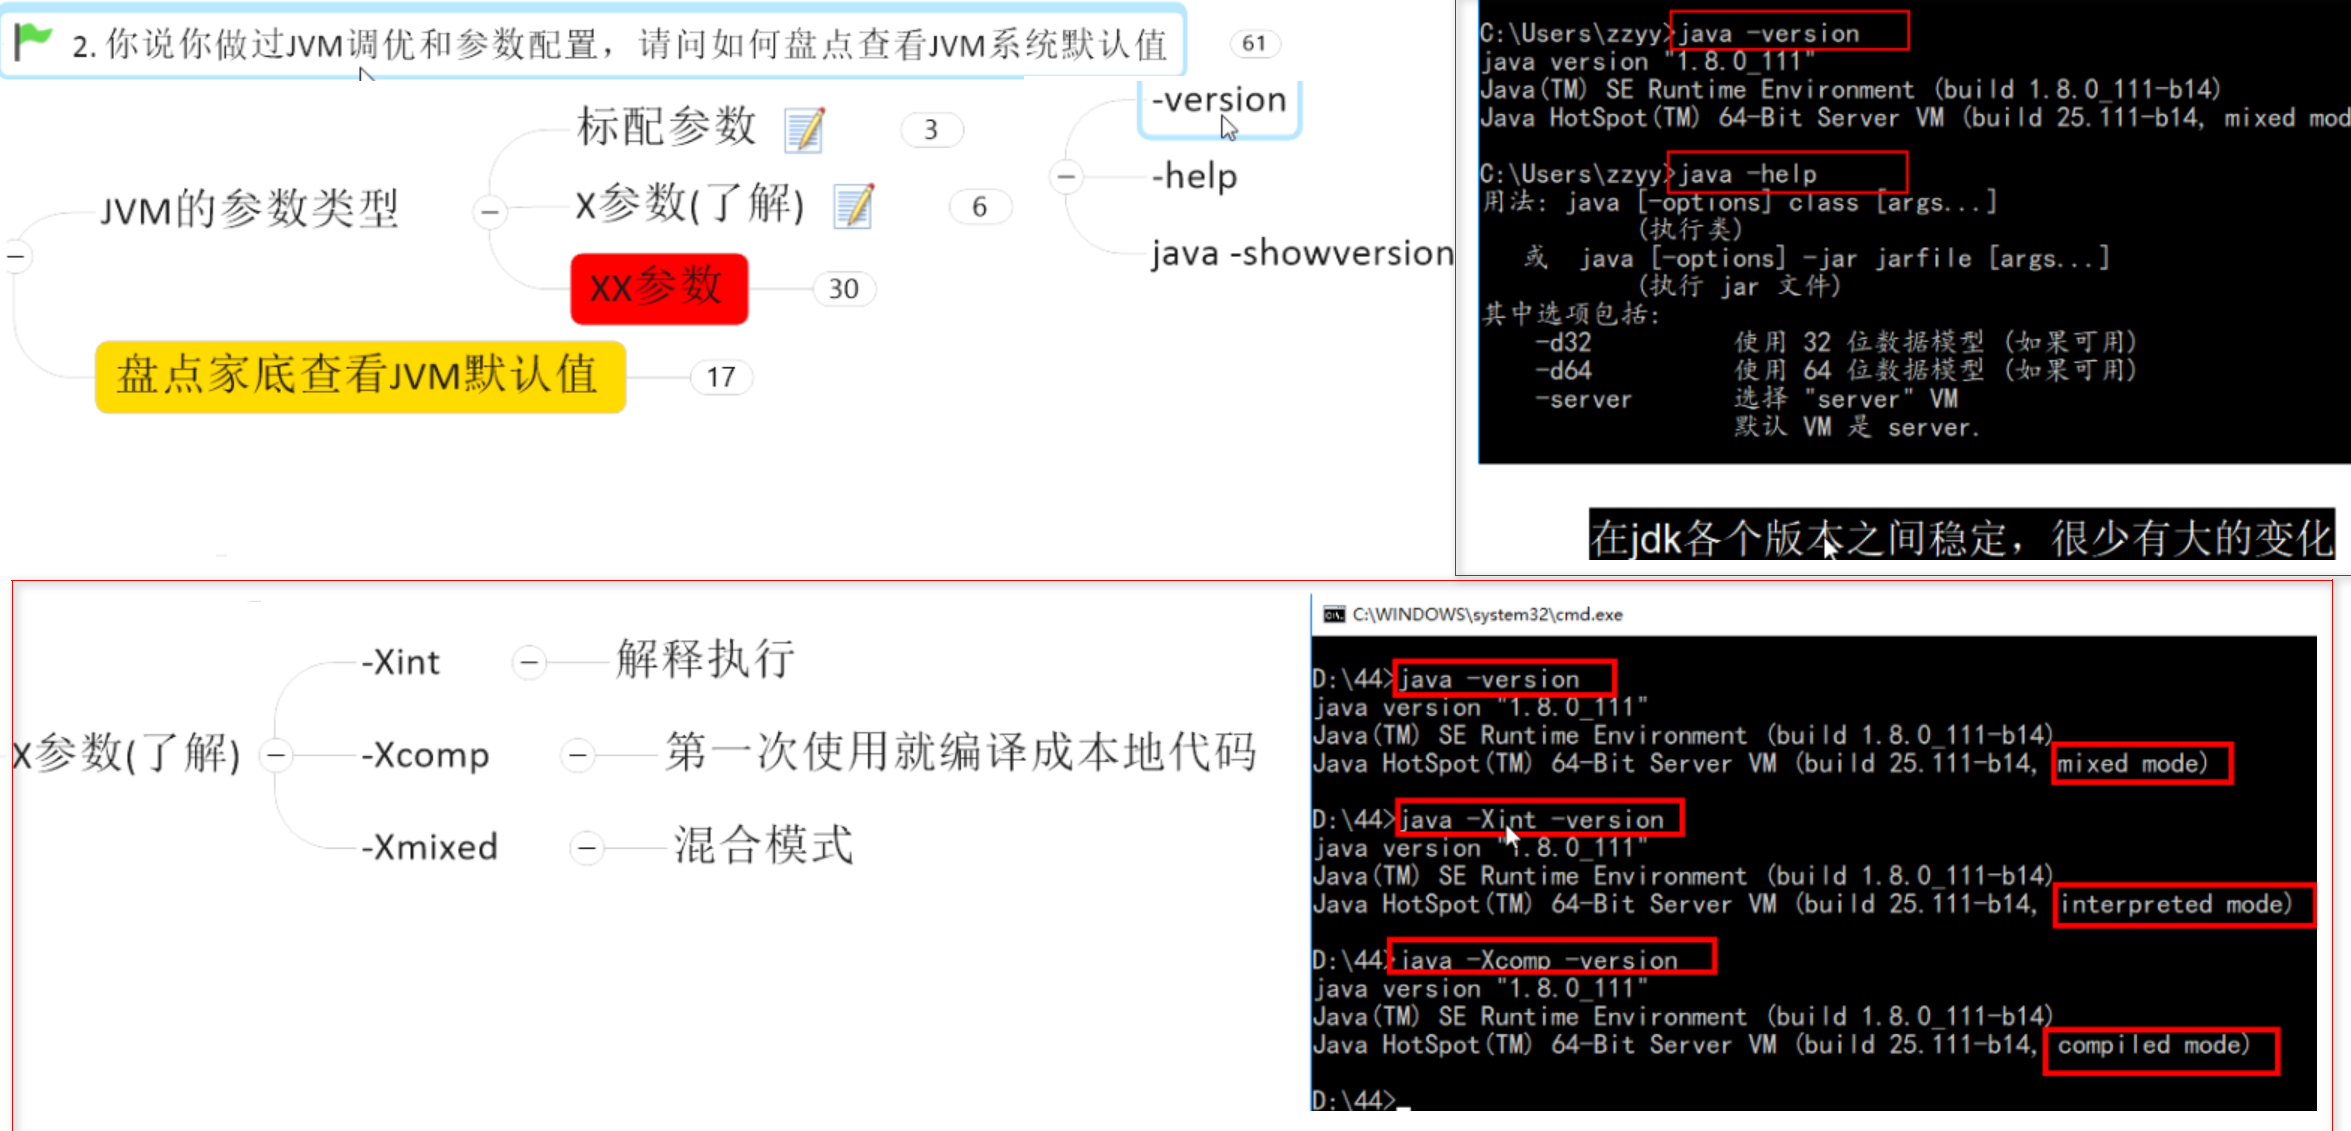 2. 你说你做过JVM调优和参数配置，请问如何盘点查看JVM系统默认值
61
JVM的参数类型
标配参数
3
X参数(了解)
6
XX参数
30
盘点家底查看JVM默认值
17
-version
-help
java -showversion
C:\Users\zzyy>java -version
java version "1.8.0_111"
Java(TM) SE Runtime Environment (build 1.8.0_111-b14)
Java HotSpot(TM) 64-Bit Server VM (build 25.111-b14, mixed mod
C:\Users\zzyy>java -help
用法: java [-options] class [args...]
(执行类)
或 java [-options] -jar jarfile [args...]
(执行 jar 文件)
其中选项包括:
-d32 使用 32 位数据模型 (如果可用)
-d64 使用 64 位数据模型 (如果可用)
-server 选择 "server" VM
默认 VM 是 server.
在jdk各个版本之间稳定，很少有大的变化
X参数(了解)
-Xint
解释执行
-Xcomp
第一次使用就编译成本地代码
-Xmixed
混合模式
C:\WINDOWS\system32\cmd.exe
D:\44>java -version
java version "1.8.0_111"
Java(TM) SE Runtime Environment (build 1.8.0_111-b14)
Java HotSpot(TM) 64-Bit Server VM (build 25.111-b14, mixed mode)
D:\44>java -Xint -version
java version "1.8.0_111"
Java(TM) SE Runtime Environment (build 1.8.0_111-b14)
Java HotSpot(TM) 64-Bit Server VM (build 25.111-b14, interpreted mode)
D:\44>java -Xcomp -version
java version "1.8.0_111"
Java(TM) SE Runtime Environment (build 1.8.0_111-b14)
Java HotSpot(TM) 64-Bit Server VM (build 25.111-b14, compiled mode)
D:\44>_